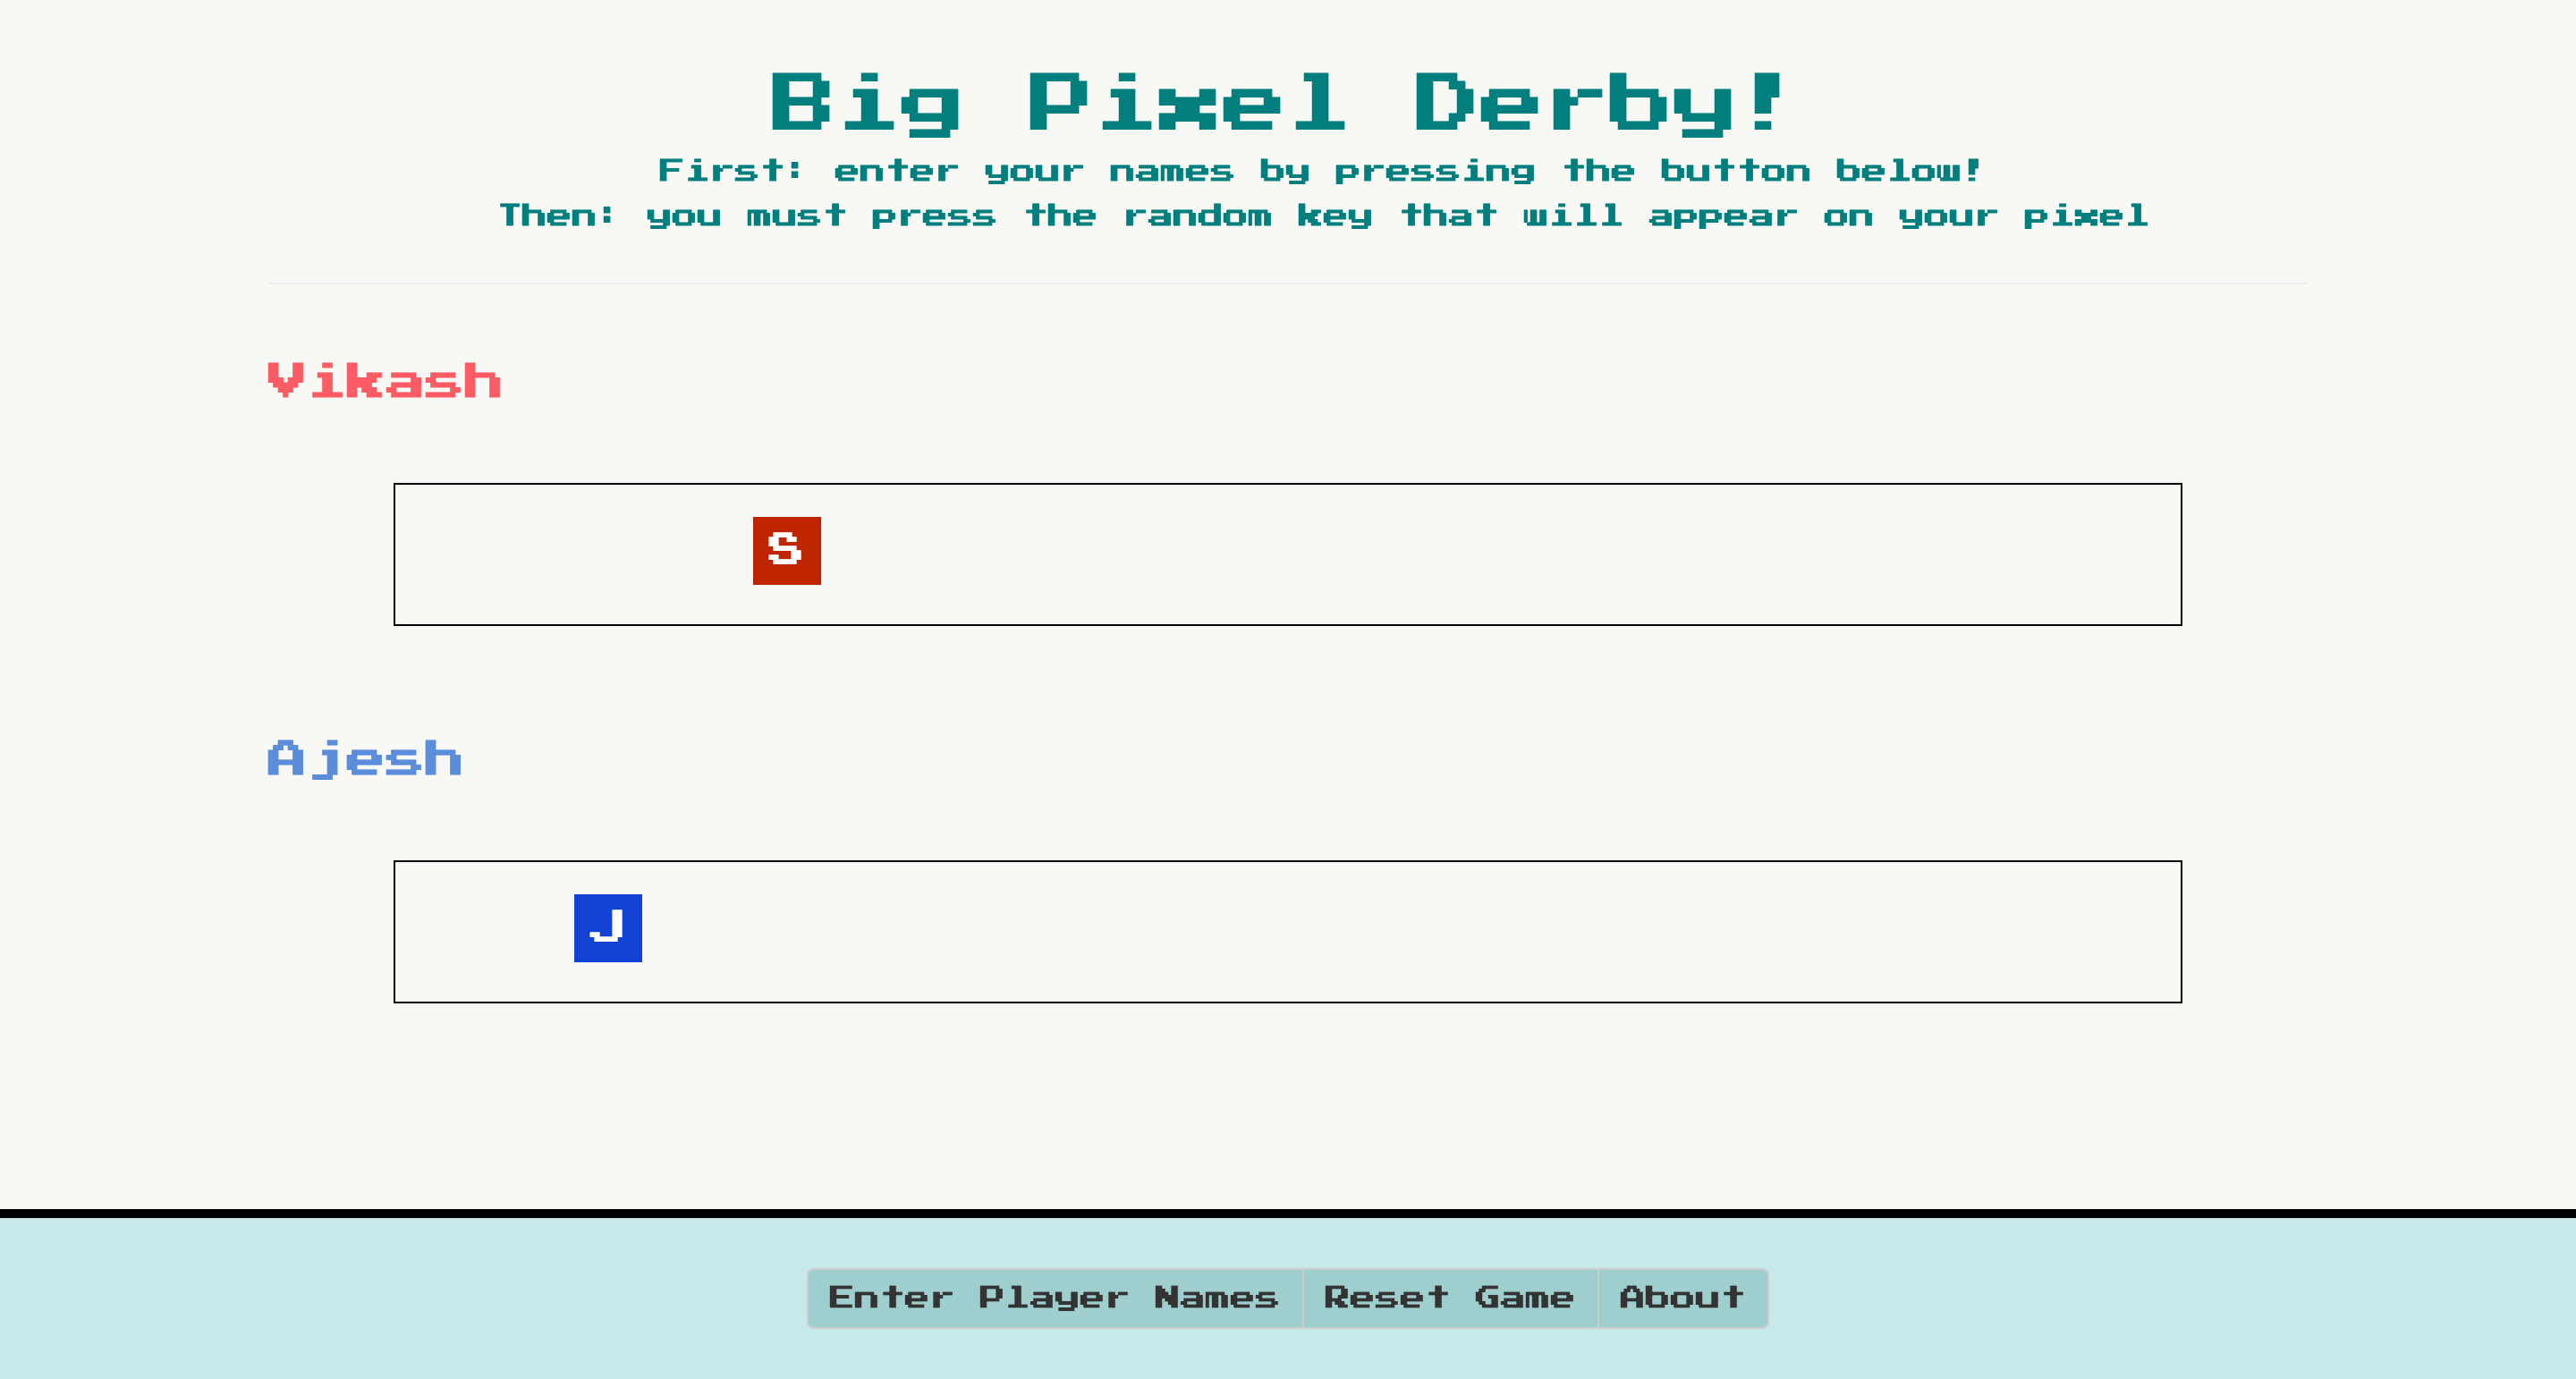 Big Pixel Derby!
First: enter your names by pressing the button below!
Then: you must press the random key that will appear on your pixel
Vikash
S
Ajesh
J
Enter Player Names
Reset Game
About